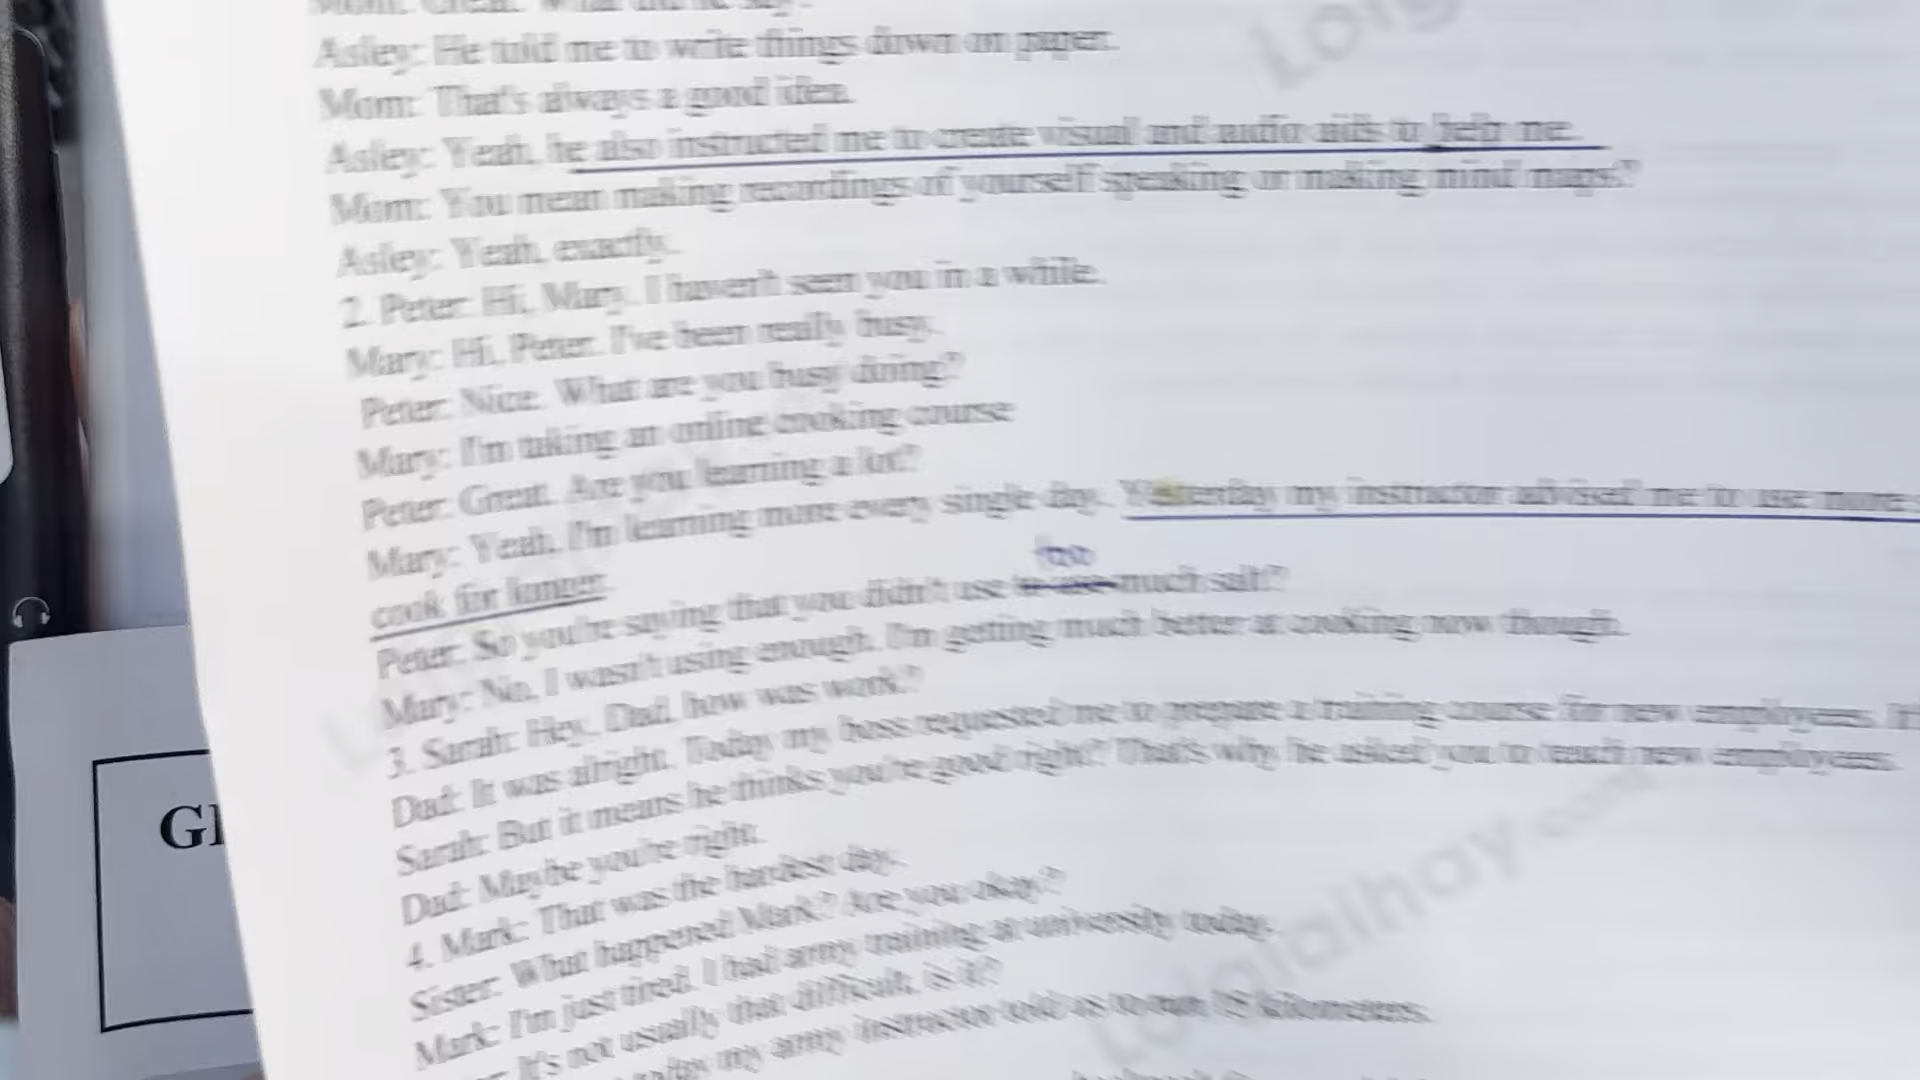 Mom: Great. What did he say?
Asley: He told me to write things down on paper.
Mom: That's always a good idea.
Asley: Yeah, he also instructed me to create visual and audio aids to help me.
Mom: You mean making recordings of yourself speaking or making mind maps?
Asley: Yeah, exactly.
2. Peter: Hi, Mary. I haven't seen you in a while.
Mary: Hi, Peter. I've been really busy.
Peter: Nice. What are you busy doing?
Mary: I'm taking an online cooking course
Peter: Great. Are you learning a lot?
Mary: Yeah. I'm learning more every single day. Yesterday my instructor advised me to use more
cook for longer.
too
Peter: So you're saying that you didn't use to use much salt?
Mary: No, I wasn't using enough. I'm getting much better at cooking now though.
3. Sarah: Hey, Dad, how was work?
Dad: It was alright. Today my boss requested me to prepare a training course for new employees.
Sarah: But it means he thinks you're good right? That's why he asked you to teach new employees.
Dad: Maybe you're right.
4. Mark: That was the hardest day.
Sister: What happened Mark? Are you okay?
Mark: I'm just tired. I had army training at university today.
It's not usually that difficult, is it?
today my army instructor told us to run 15 kilometers.
Loigiaihay.com
GI